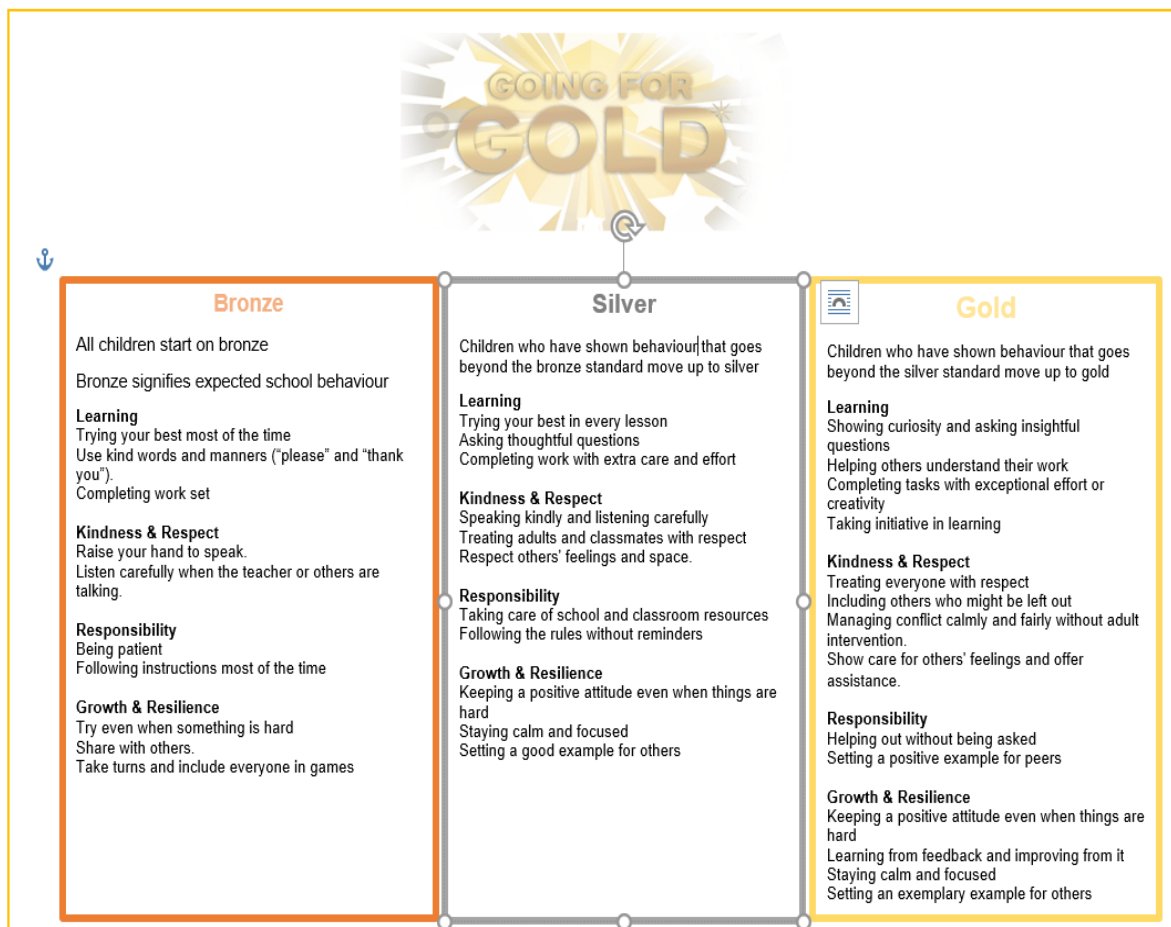 GOING FOR
GOLD
Bronze
All children start on bronze
Bronze signifies expected school behaviour
Learning
Trying your best most of the time
Use kind words and manners (“please” and “thank
you”).
Completing work set
Kindness & Respect
Raise your hand to speak.
Listen carefully when the teacher or others are
talking.
Responsibility
Being patient
Following instructions most of the time
Growth & Resilience
Try even when something is hard
Share with others.
Take turns and include everyone in games
Silver
Children who have shown behaviour that goes
beyond the bronze standard move up to silver
Learning
Trying your best in every lesson
Asking thoughtful questions
Completing work with extra care and effort
Kindness & Respect
Speaking kindly and listening carefully
Treating adults and classmates with respect
Respect others’ feelings and space.
Responsibility
Taking care of school and classroom resources
Following the rules without reminders
Growth & Resilience
Keeping a positive attitude even when things are
hard
Staying calm and focused
Setting a good example for others
Gold
Children who have shown behaviour that goes
beyond the silver standard move up to gold
Learning
Showing curiosity and asking insightful
questions
Helping others understand their work
Completing tasks with exceptional effort or
creativity
Taking initiative in learning
Kindness & Respect
Treating everyone with respect
Including others who might be left out
Managing conflict calmly and fairly without adult
intervention.
Show care for others’ feelings and offer
assistance.
Responsibility
Helping out without being asked
Setting a positive example for peers
Growth & Resilience
Keeping a positive attitude even when things are
hard
Learning from feedback and improving from it
Staying calm and focused
Setting an exemplary example for others